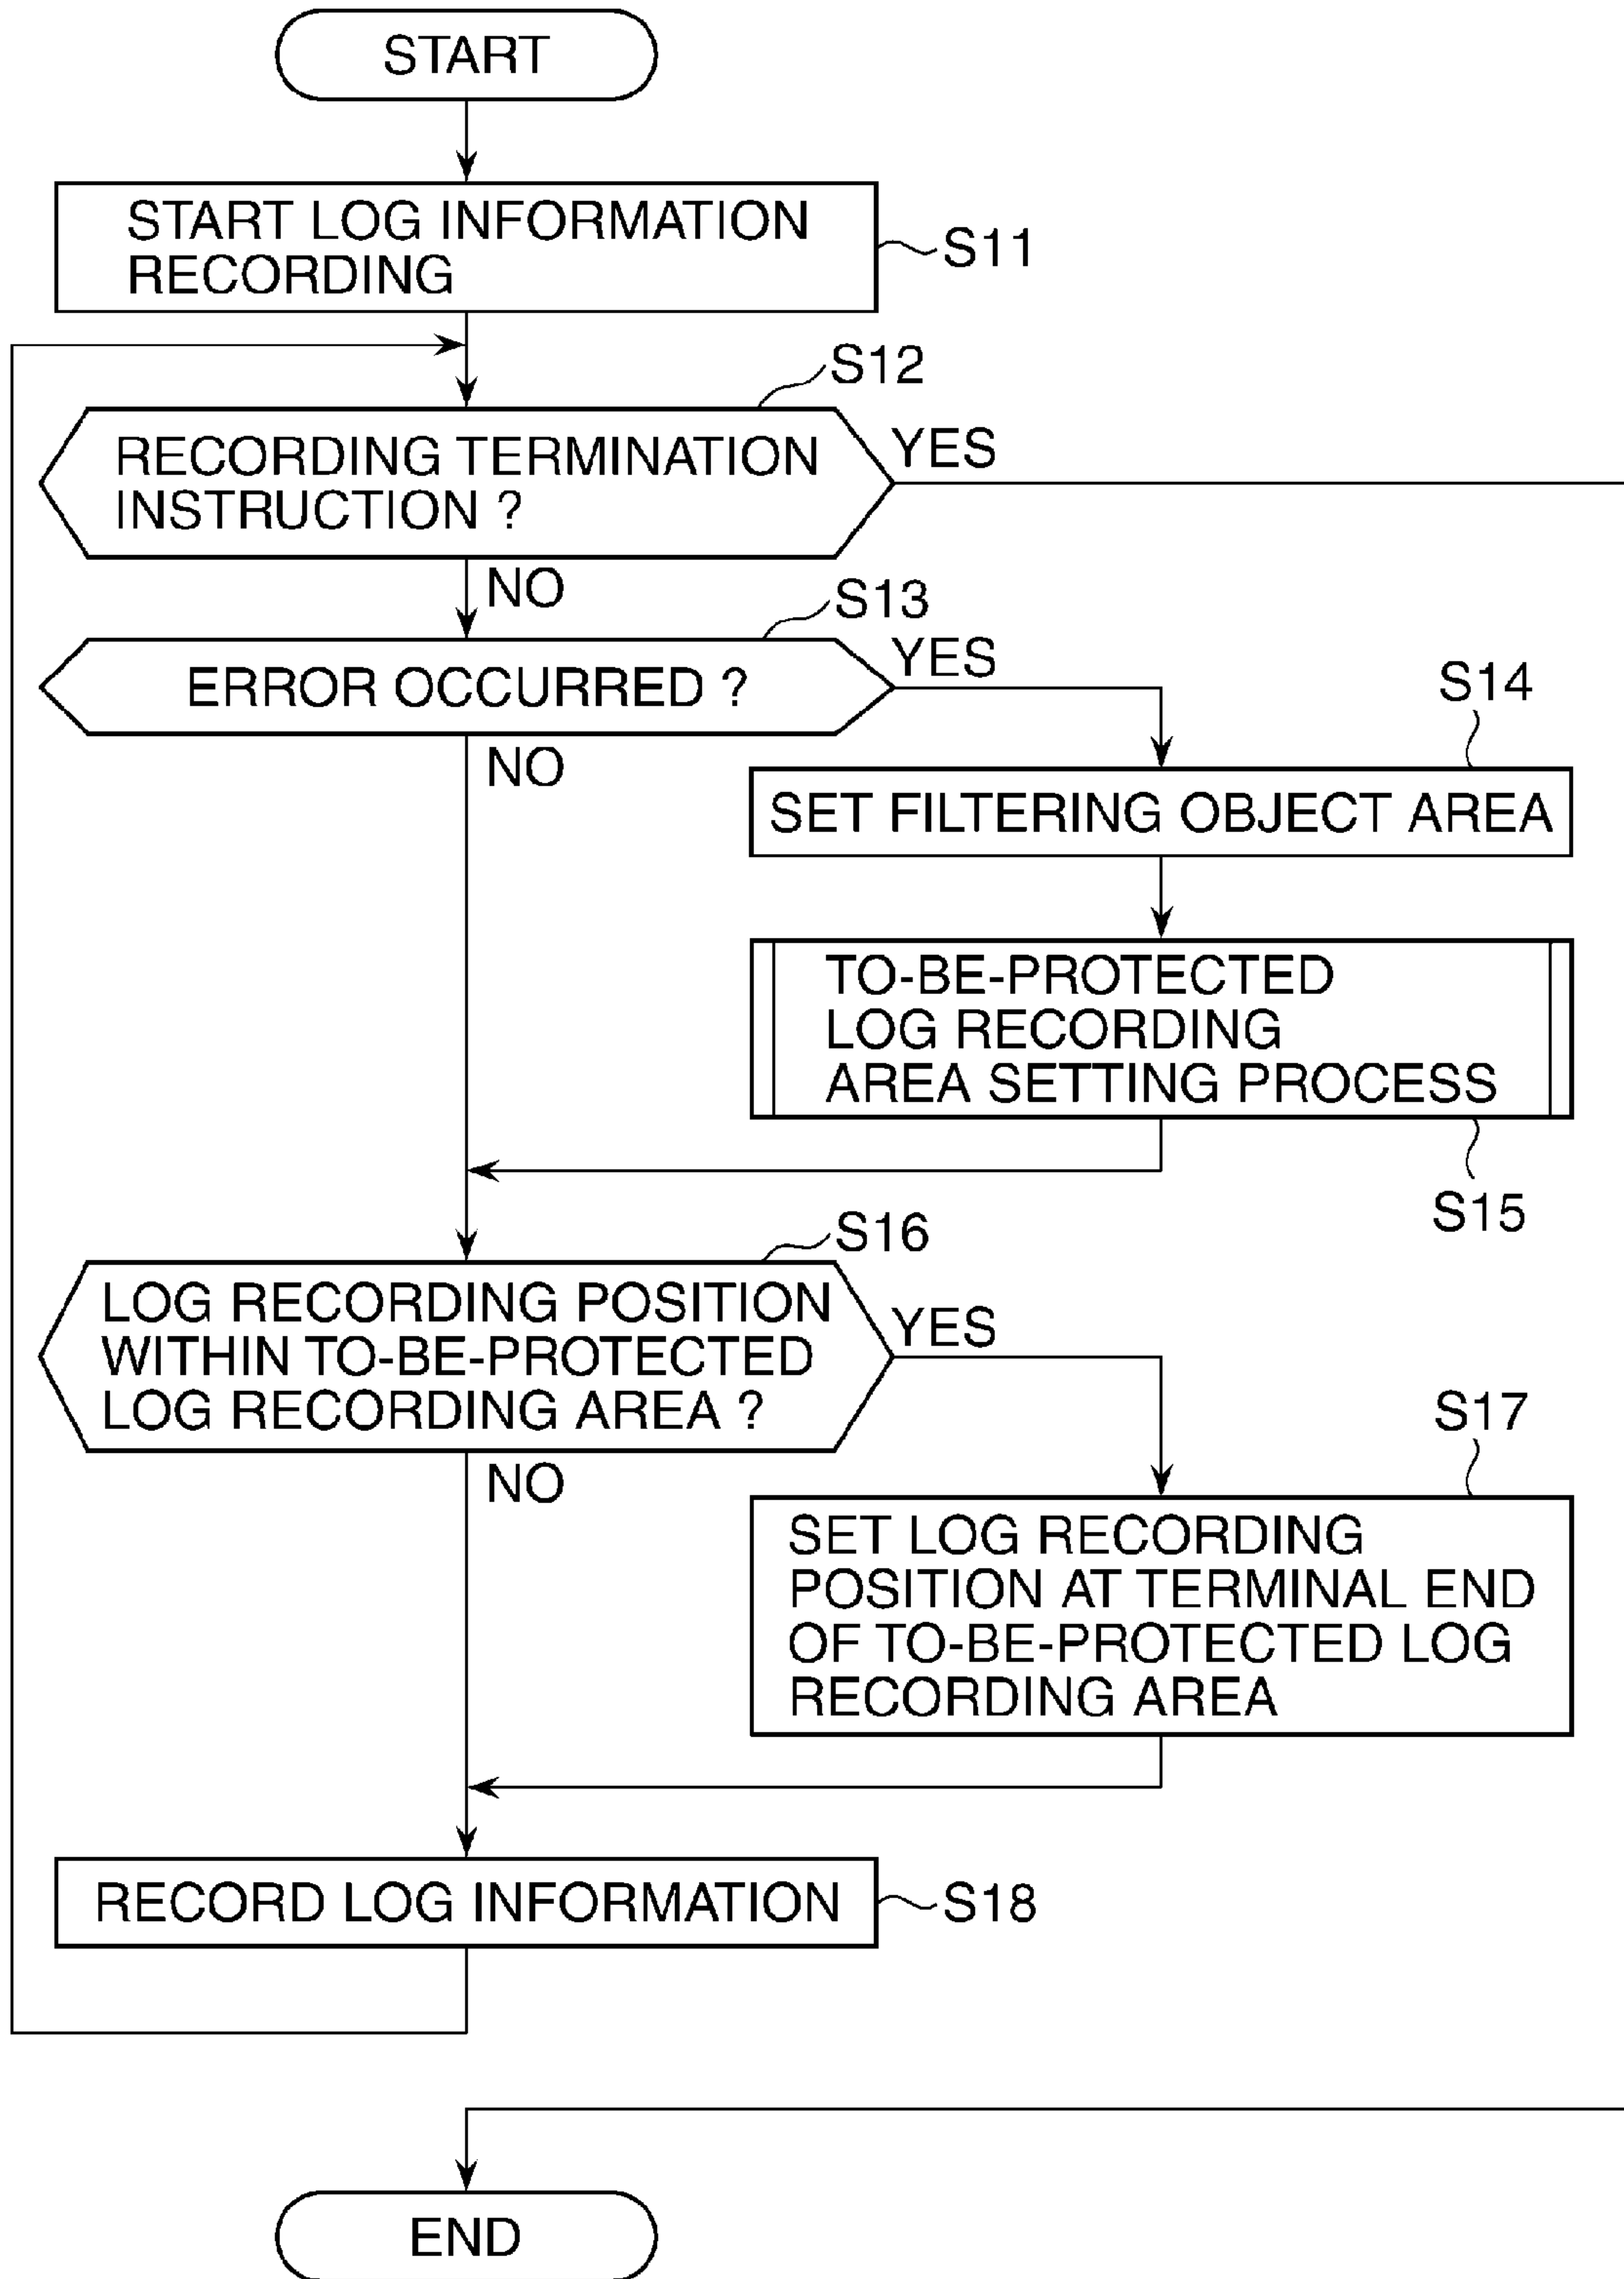 START
START LOG INFORMATION
RECORDING
S11
S12
RECORDING TERMINATION
INSTRUCTION ?
YES
NO
S13
ERROR OCCURRED ?
YES
NO
S14
SET FILTERING OBJECT AREA
TO-BE-PROTECTED
LOG RECORDING
AREA SETTING PROCESS
S15
S16
LOG RECORDING POSITION
WITHIN TO-BE-PROTECTED
LOG RECORDING AREA ?
YES
NO
S17
SET LOG RECORDING
POSITION AT TERMINAL END
OF TO-BE-PROTECTED LOG
RECORDING AREA
RECORD LOG INFORMATION
S18
END